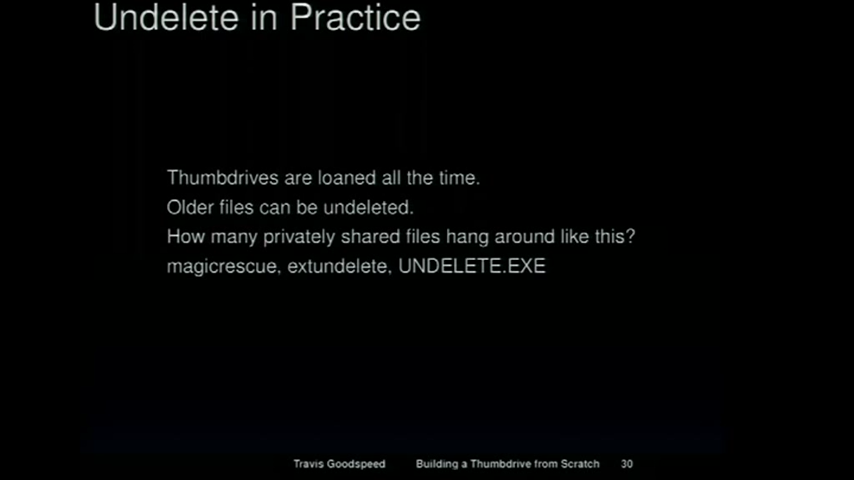 Undelete in Practice
Thumbdrives are loaned all the time.
Older files can be undeleted.
How many privately shared files hang around like this?
magicrescue, extundelete, UNDELETE.EXE
Travis Goodspeed Building a Thumbdrive from Scratch 30